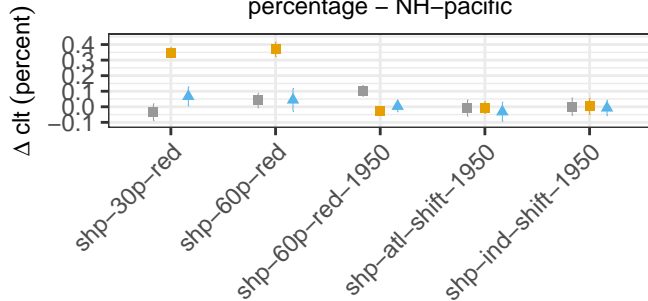 percentage − NH−pacific
Δ clt (percent)
0.4
0.3
0.2
0.1
0.0
−0.1
shp−30p−red
shp−60p−red
shp−60p−red−1950
shp−atl−shift−1950
shp−ind−shift−1950